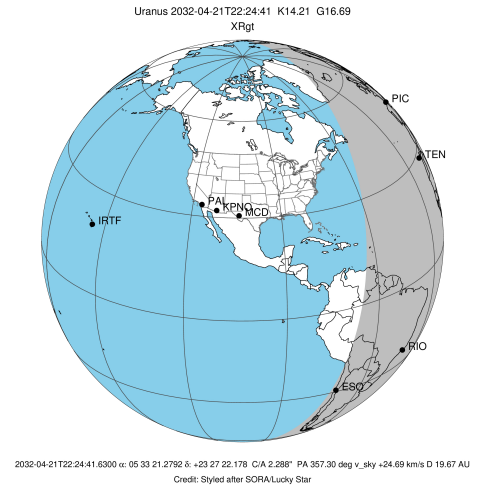 Uranus 2032-04-21T22:24:41 K14.21 G16.69
XRgt
PIC
TEN
PAL
KPNO
MCD
IRTF
RIO
ESO
2032-04-21T22:24:41.6300 α: 05 33 21.2792 δ: +23 27 22.178 C/A 2.288" PA 357.30 deg v_sky +24.69 km/s D 19.67 AU
Credit: Styled after SORA/Lucky Star